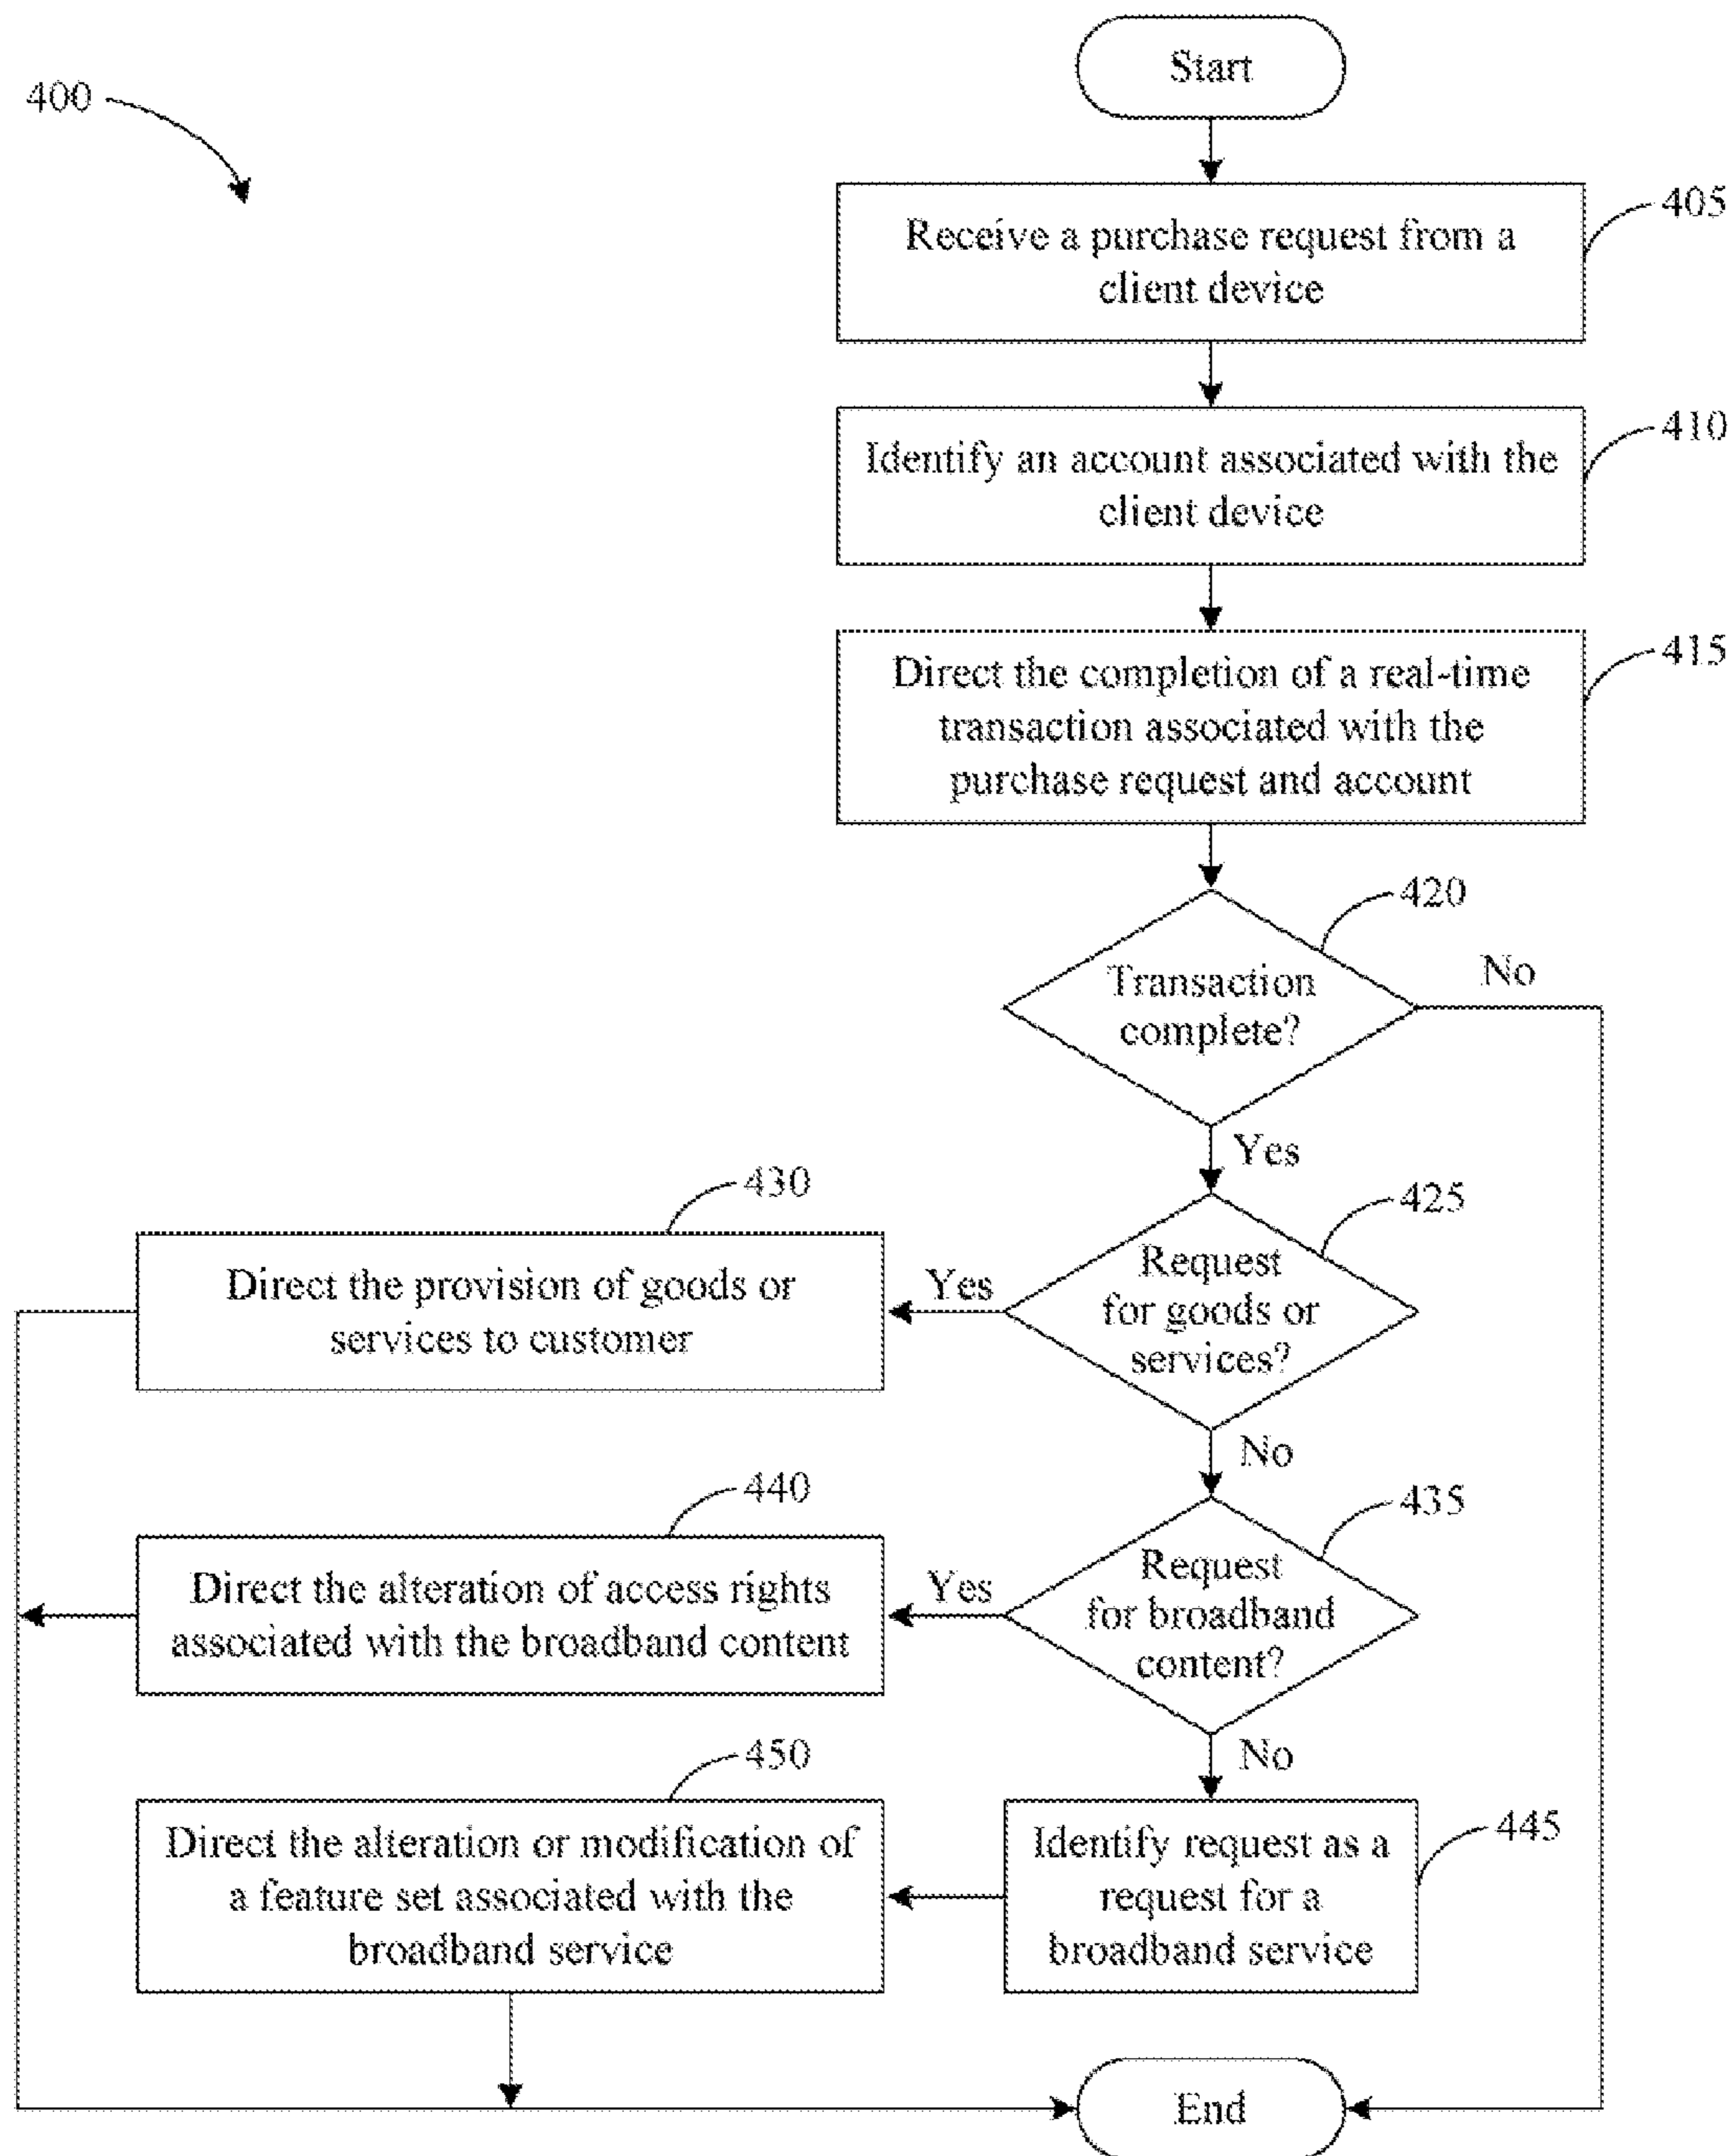 Start
400
Receive a purchase request from a
client device
405
Identify an account associated with the
client device
410
Direct the completion of a real-time
transaction associated with the
purchase request and account
415
Transaction
complete?
420
No
Yes
Request
for goods or
services?
425
Yes
430
Direct the provision of goods or
services to customer
No
Request
for broadband
content?
435
Yes
440
Direct the alteration of access rights
associated with the broadband content
No
Identify request as a
request for a
broadband service
445
450
Direct the alteration or modification of
a feature set associated with the
broadband service
End